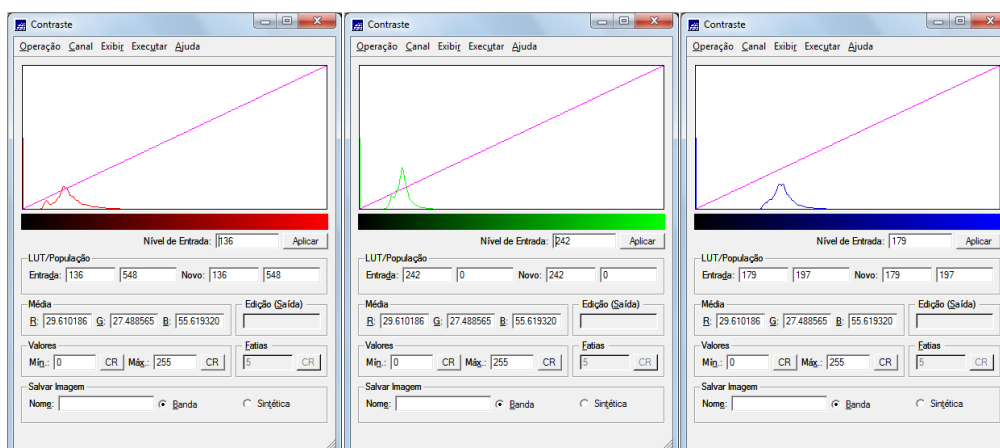 Contraste
Operação Canal Exibir Executar Ajuda
Nível de Entrada: 136 Aplicar
LUT/População
Entrada: 136 548 Novo: 136 548
Média Edição (Saída)
R: 29.610186 G: 27.488565 B: 55.619320
Valores Fatias
Mín.: 0 CR Máx.: 255 CR 5 CR
Salvar Imagem
Nome: Banda Sintética
Contraste
Operação Canal Exibir Executar Ajuda
Nível de Entrada: 242 Aplicar
LUT/População
Entrada: 242 0 Novo: 242 0
Média Edição (Saída)
R: 29.610186 G: 27.488565 B: 55.619320
Valores Fatias
Mín.: 0 CR Máx.: 255 CR 5 CR
Salvar Imagem
Nome: Banda Sintética
Contraste
Operação Canal Exibir Executar Ajuda
Nível de Entrada: 179 Aplicar
LUT/População
Entrada: 179 197 Novo: 179 197
Média Edição (Saída)
R: 29.610186 G: 27.488565 B: 55.619320
Valores Fatias
Mín.: 0 CR Máx.: 255 CR 5 CR
Salvar Imagem
Nome: Banda Sintética